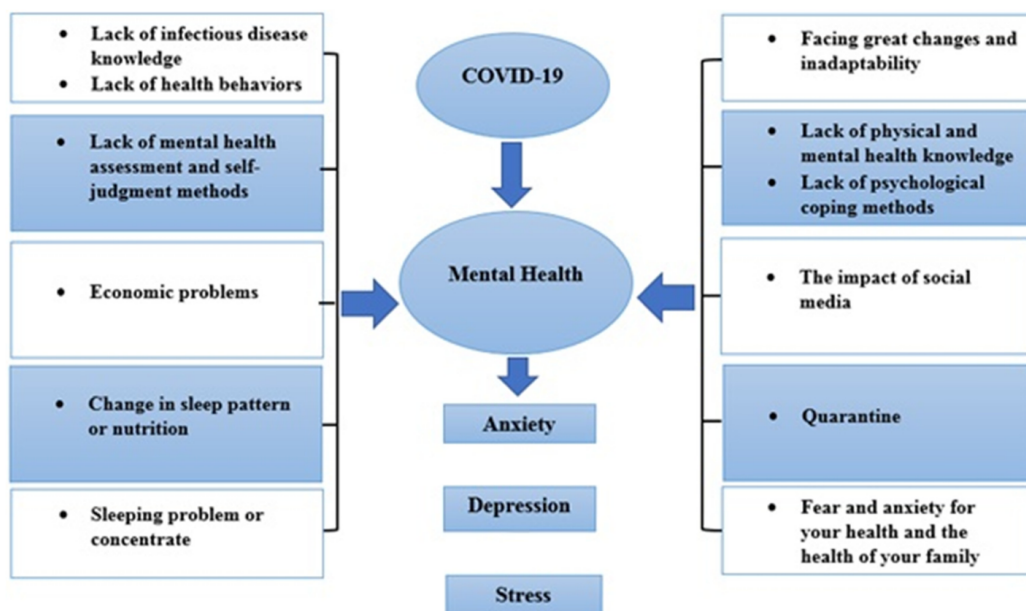 • Lack of infectious disease
knowledge
• Lack of health behaviors
• Lack of mental health
assessment and self-
judgment methods
• Economic problems
• Change in sleep pattern
or nutrition
• Sleeping problem or
concentrate
COVID-19
Mental Health
Anxiety
Depression
Stress
• Facing great changes and
inadaptability
• Lack of physical and
mental health knowledge
• Lack of psychological
coping methods
• The impact of social
media
• Quarantine
• Fear and anxiety for
your health and the
health of your family